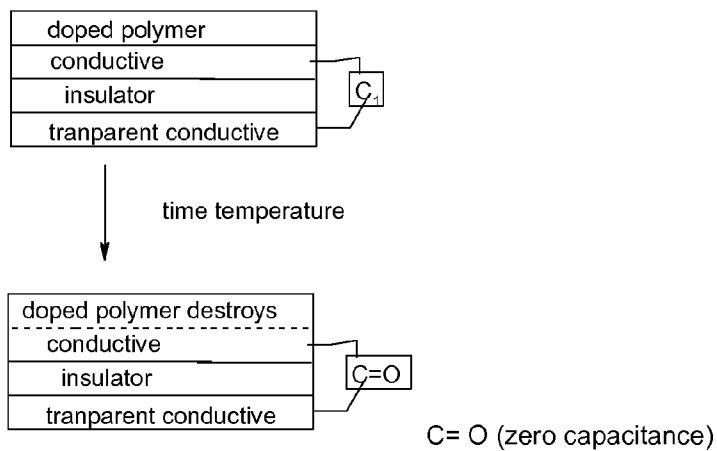 doped polymer
conductive
C1
insulator
tranparent conductive
time temperature
doped polymer destroys
conductive
C=O
insulator
tranparent conductive
C= O (zero capacitance)